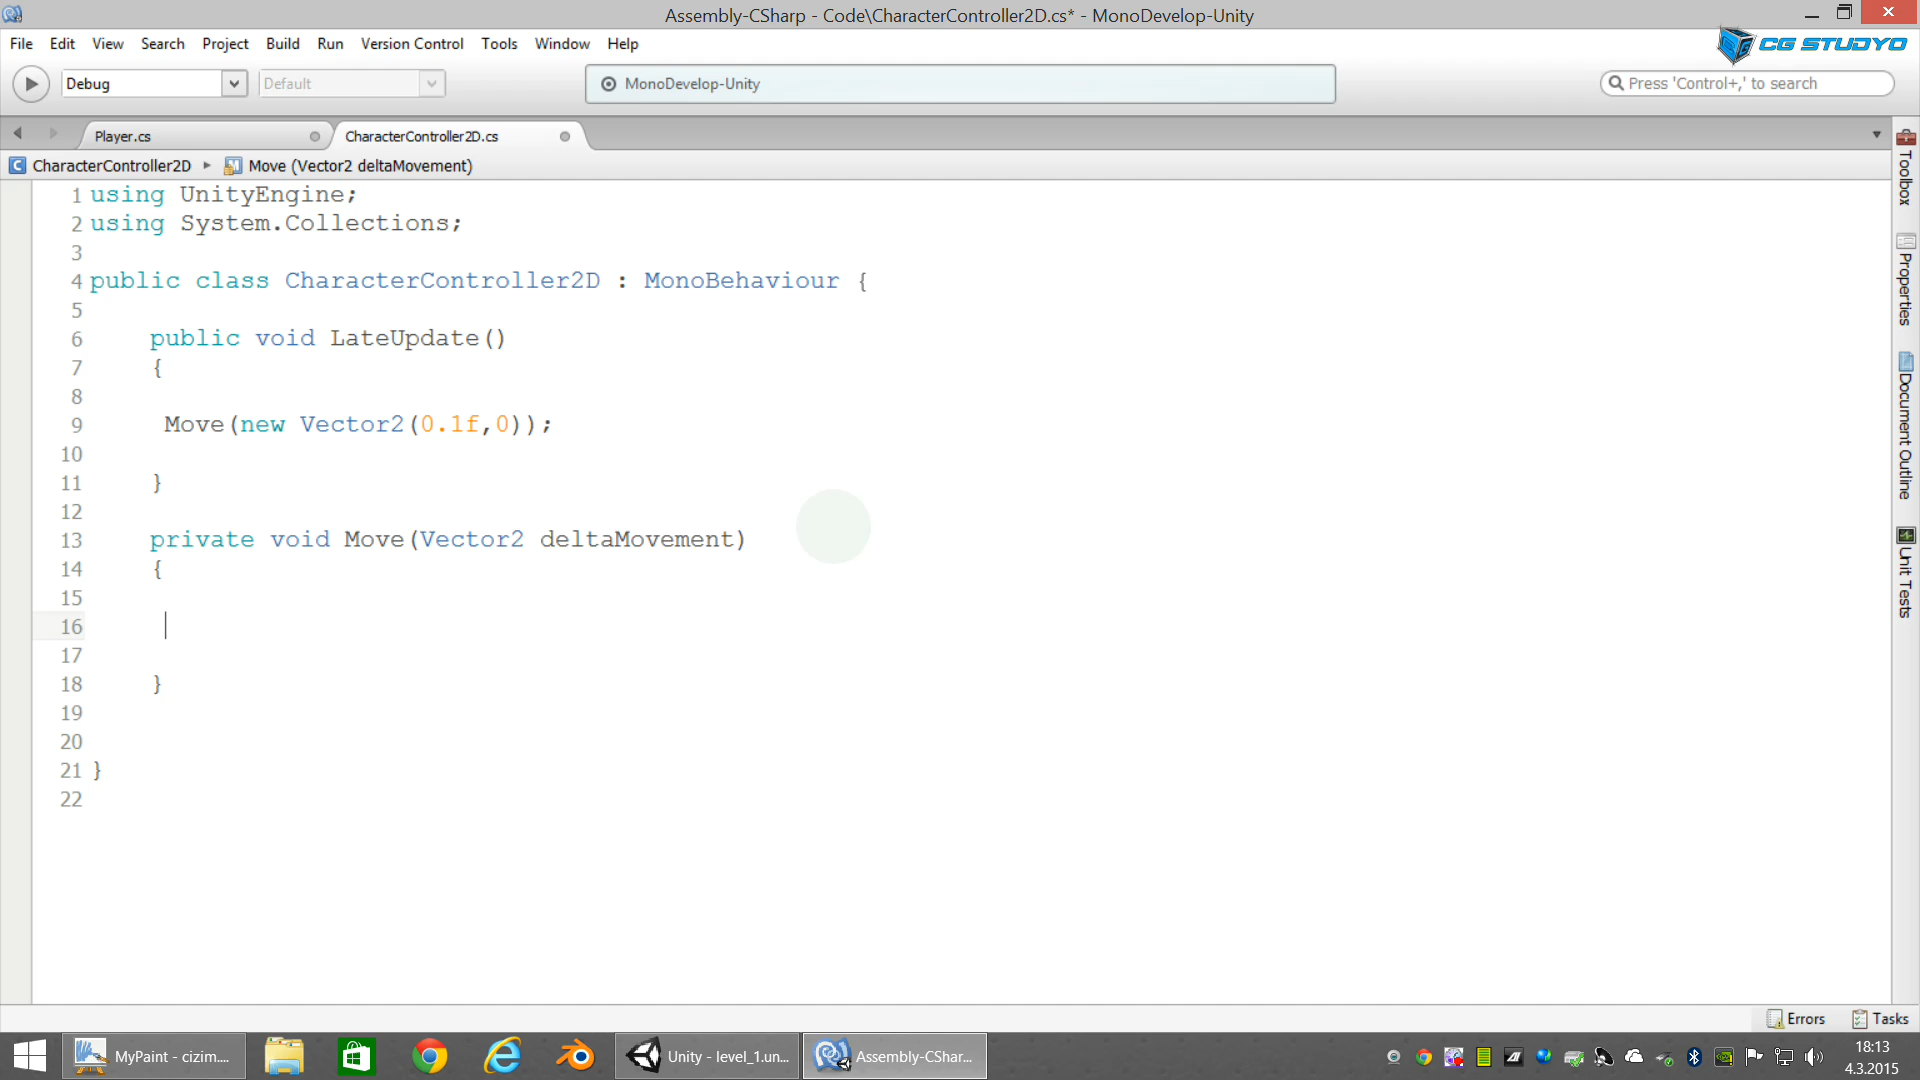 Assembly-CSharp - Code\CharacterController2D.cs* - MonoDevelop-Unity
File Edit View Search Project Build Run Version Control Tools Window Help
CG STUDYO
Debug Default MonoDevelop-Unity Press 'Control+,' to search
Player.cs CharacterController2D.cs
CharacterController2D Move (Vector2 deltaMovement)
1 using UnityEngine;
2 using System.Collections;
3
4 public class CharacterController2D : MonoBehaviour {
5
6 public void LateUpdate()
7 {
8
9 Move(new Vector2(0.1f,0));
10
11 }
12
13 private void Move(Vector2 deltaMovement)
14 {
15
16
17
18 }
19
20
21 }
22
Toolbox
Properties
Document Outline
Unit Tests
Errors Tasks
MyPaint - cizim.... Unity - level_1.un... Assembly-CShar...
18:13
4.3.2015